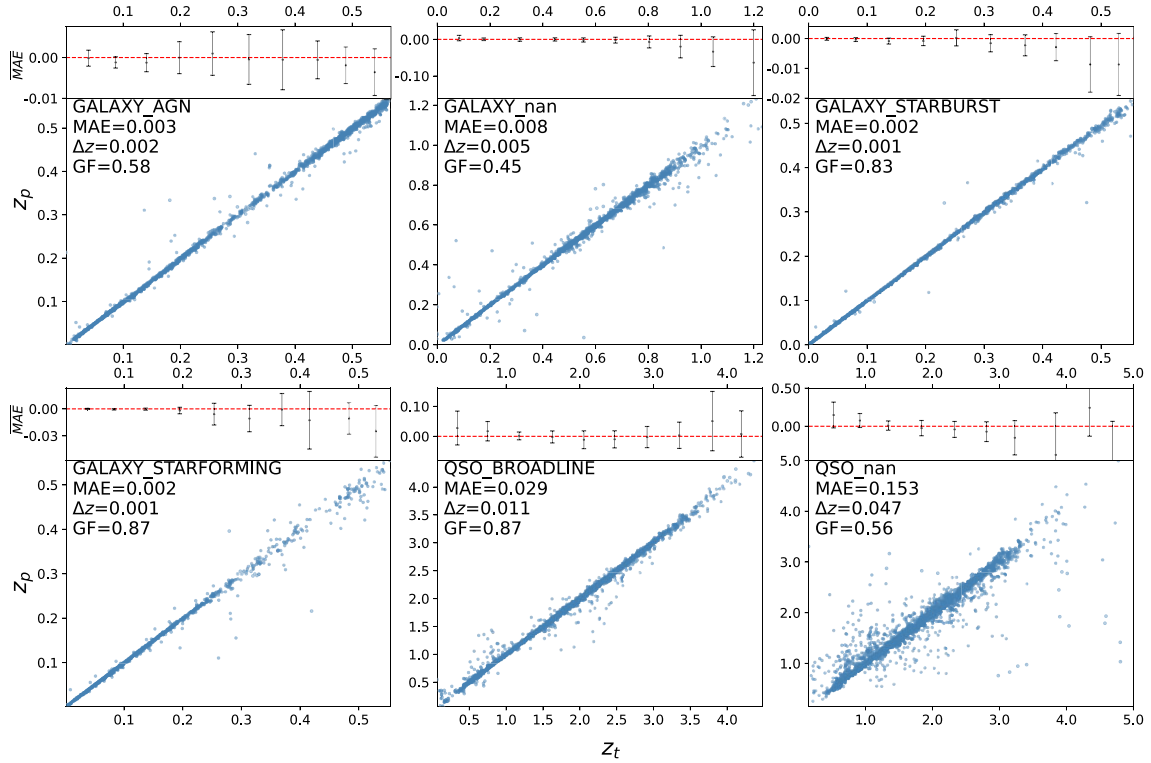 0.1 0.2 0.3 0.4 0.5
0.0 0.2 0.4 0.6 0.8 1.0 1.2
0.0 0.1 0.2 0.3 0.4 0.5
MAE
0.00
-0.01
0.00
-0.10
0.00
-0.01
-0.02
GALAXY_AGN
MAE=0.003
Δz=0.002
GF=0.58
GALAXY_nan
MAE=0.008
Δz=0.005
GF=0.45
GALAXY_STARBURST
MAE=0.002
Δz=0.001
GF=0.83
z_p
0.5
0.4
0.3
0.2
0.1
1.2
1.0
0.8
0.6
0.4
0.2
0.0
0.5
0.4
0.3
0.2
0.1
0.0
0.1 0.2 0.3 0.4 0.5
0.0 0.2 0.4 0.6 0.8 1.0 1.2
0.0 0.1 0.2 0.3 0.4 0.5
0.1 0.2 0.3 0.4 0.5
0.5 1.0 1.5 2.0 2.5 3.0 3.5 4.0
1.0 2.0 3.0 4.0 5.0
MAE
0.00
-0.03
0.10
0.00
0.50
0.00
GALAXY_STARFORMING
MAE=0.002
Δz=0.001
GF=0.87
QSO_BROADLINE
MAE=0.029
Δz=0.011
GF=0.87
QSO_nan
MAE=0.153
Δz=0.047
GF=0.56
z_p
0.5
0.4
0.3
0.2
0.1
4.0
3.5
3.0
2.5
2.0
1.5
1.0
0.5
5.0
4.0
3.0
2.0
1.0
0.1 0.2 0.3 0.4 0.5
0.5 1.0 1.5 2.0 2.5 3.0 3.5 4.0
1.0 2.0 3.0 4.0 5.0
z_t